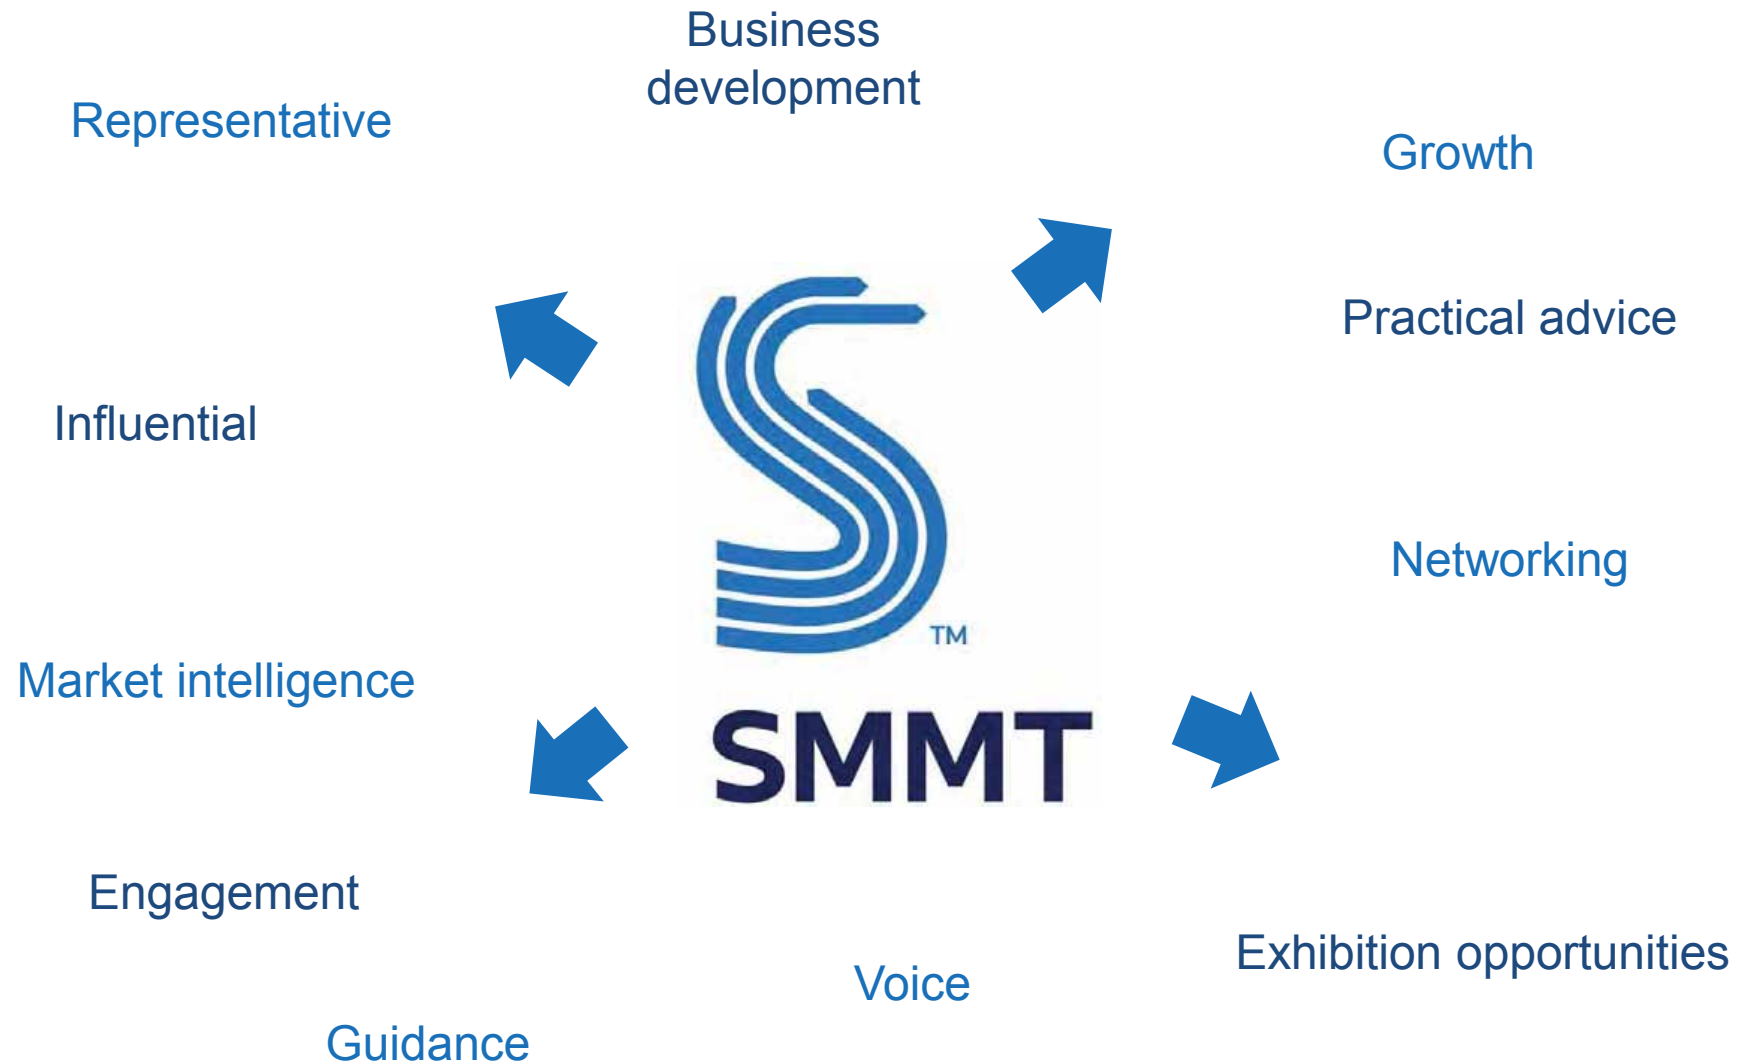 Business
development
Representative
Growth
Practical advice
Influential
Networking
TM
Market intelligence
SMMT
Engagement
Exhibition opportunities
Voice
Guidance